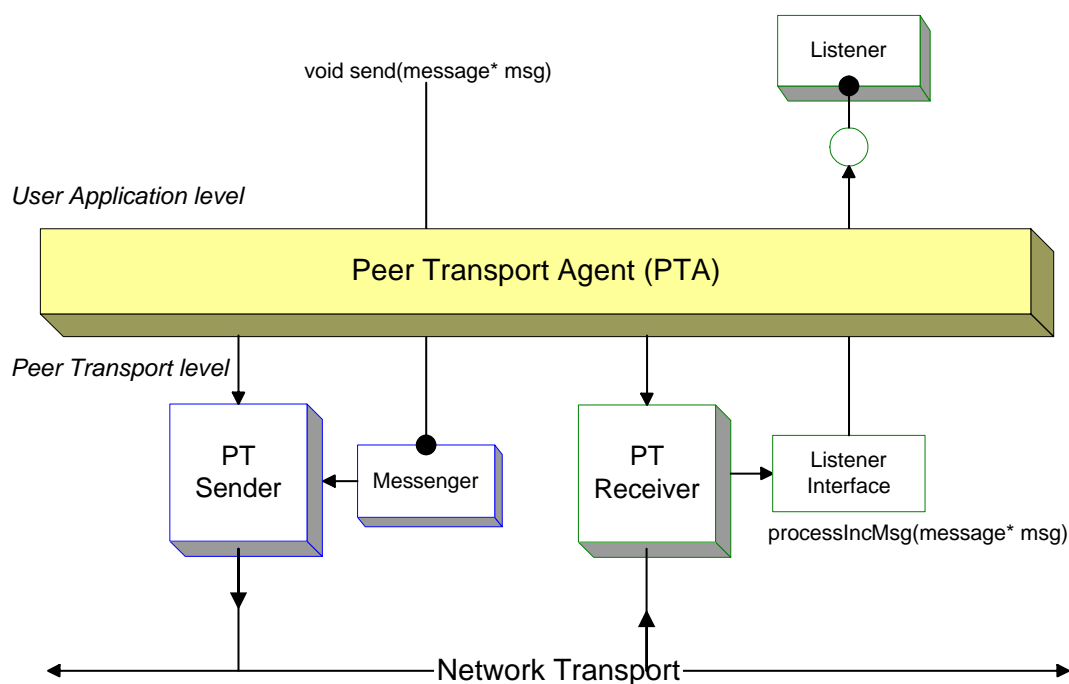 Listener
void send(message* msg)
User Application level
Peer Transport Agent (PTA)
Peer Transport level
PT
Sender
Messenger
PT
Receiver
Listener
Interface
processIncMsg(message* msg)
Network Transport